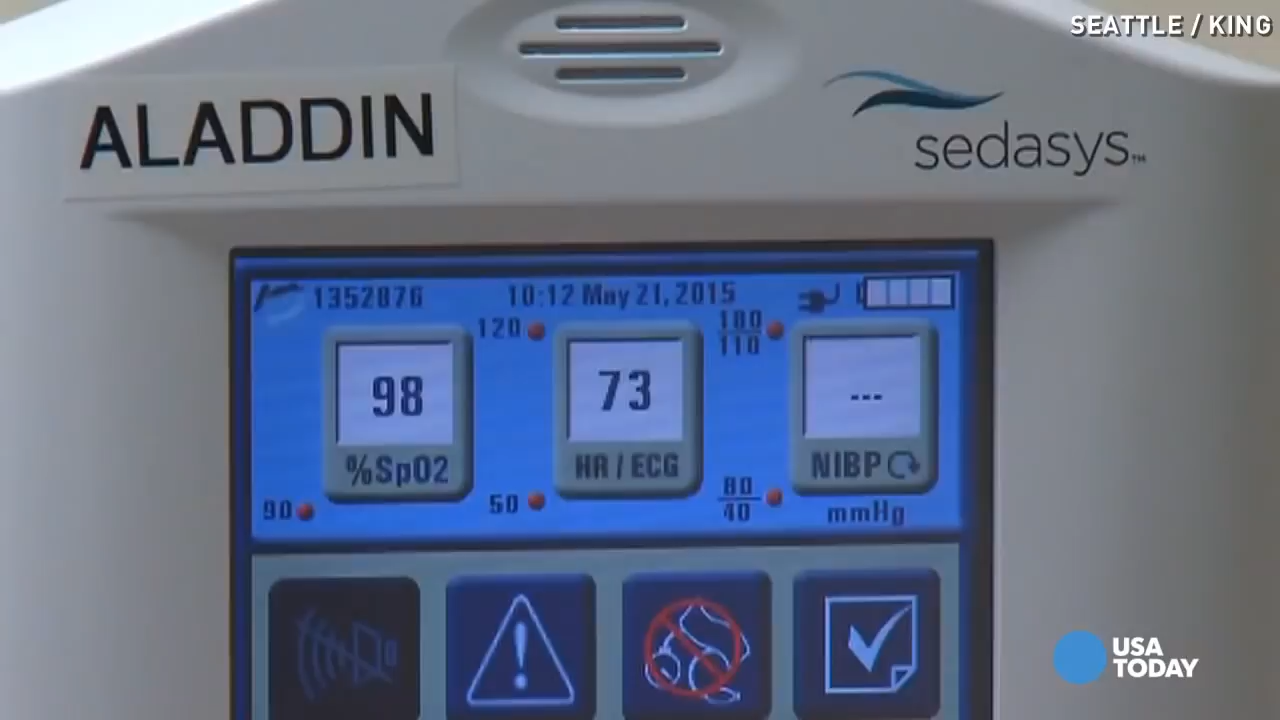 SEATTLE / KING
ALADDIN
sedasys™
1352876 10:12 May 21, 2015
120
180
110
98
73
---
%SpO2
HR / ECG
NIBP
90
50
80
40
mmHg
USA
TODAY